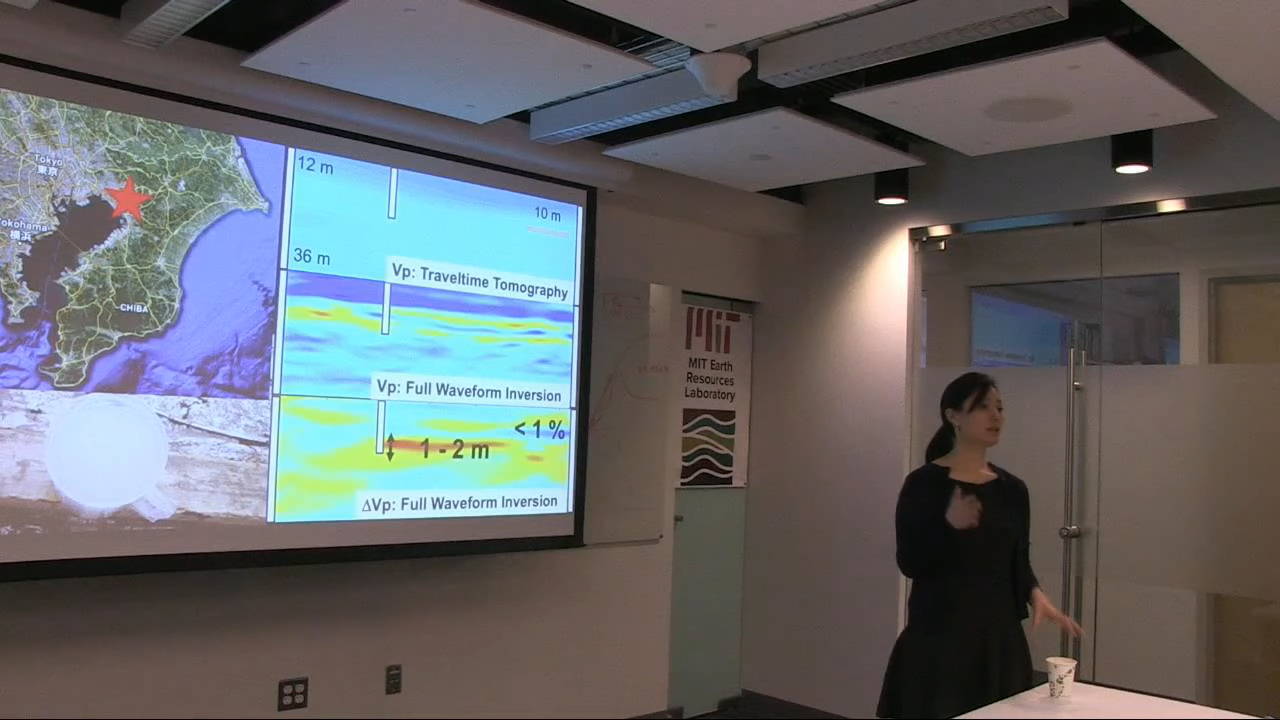 Tokyo
東京
okohama
横浜
CHIBA
12 m
10 m
36 m
Vp: Traveltime Tomography
Vp: Full Waveform Inversion
< 1 %
1 - 2 m
ΔVp: Full Waveform Inversion
MIT
MIT Earth
Resources
Laboratory